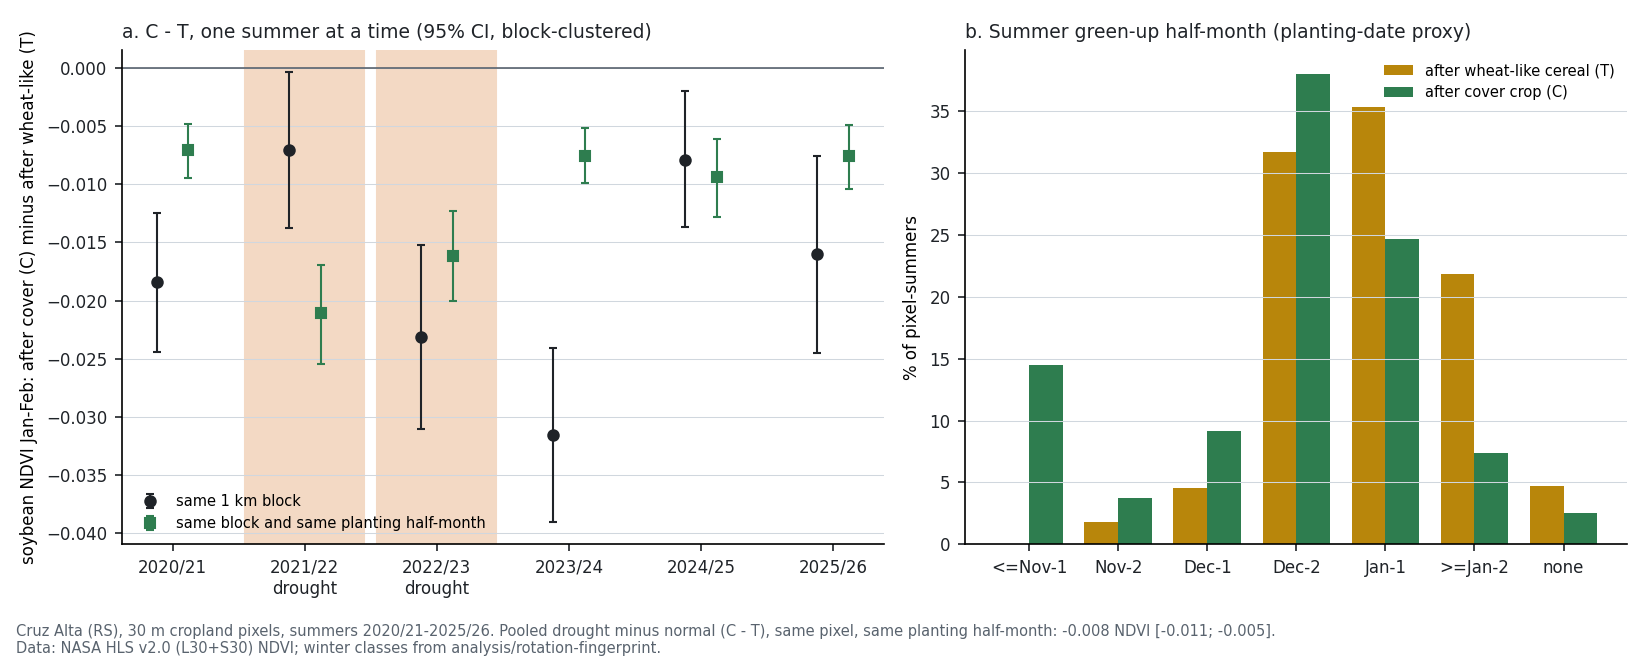 a. C - T, one summer at a time (95% CI, block-clustered)
soybean NDVI Jan-Feb: after cover (C) minus after wheat-like (T)
0.000
−0.005
−0.010
−0.015
−0.020
−0.025
−0.030
−0.035
−0.040
same 1 km block
same block and same planting half-month
2020/21
2021/22
drought
2022/23
drought
2023/24
2024/25
2025/26
b. Summer green-up half-month (planting-date proxy)
after wheat-like cereal (T)
after cover crop (C)
% of pixel-summers
35
30
25
20
15
10
5
0
<=Nov-1
Nov-2
Dec-1
Dec-2
Jan-1
>=Jan-2
none
Cruz Alta (RS), 30 m cropland pixels, summers 2020/21-2025/26. Pooled drought minus normal (C - T), same pixel, same planting half-month: -0.008 NDVI [-0.011; -0.005].
Data: NASA HLS v2.0 (L30+S30) NDVI; winter classes from analysis/rotation-fingerprint.